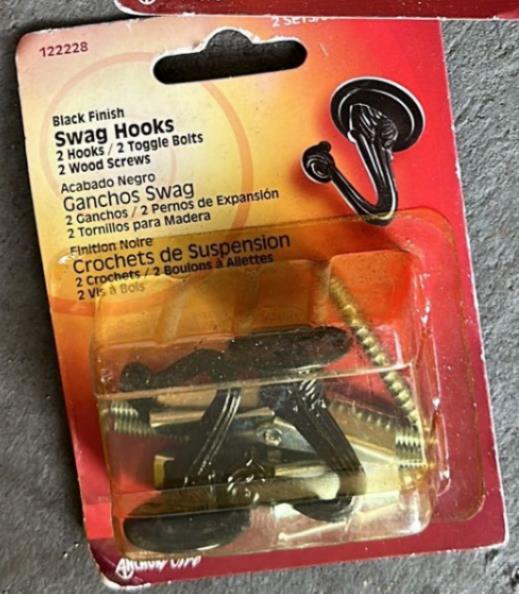 122228
2 SETS
Black Finish
Swag Hooks
2 Hooks / 2 Toggle Bolts
2 Wood Screws
Acabado Negro
Ganchos Swag
2 Ganchos / 2 Pernos de Expansión
2 Tornillos para Madera
Finition Noire
Crochets de Suspension
2 Crochets / 2 Boulons à Ailettes
2 Vis à Bois